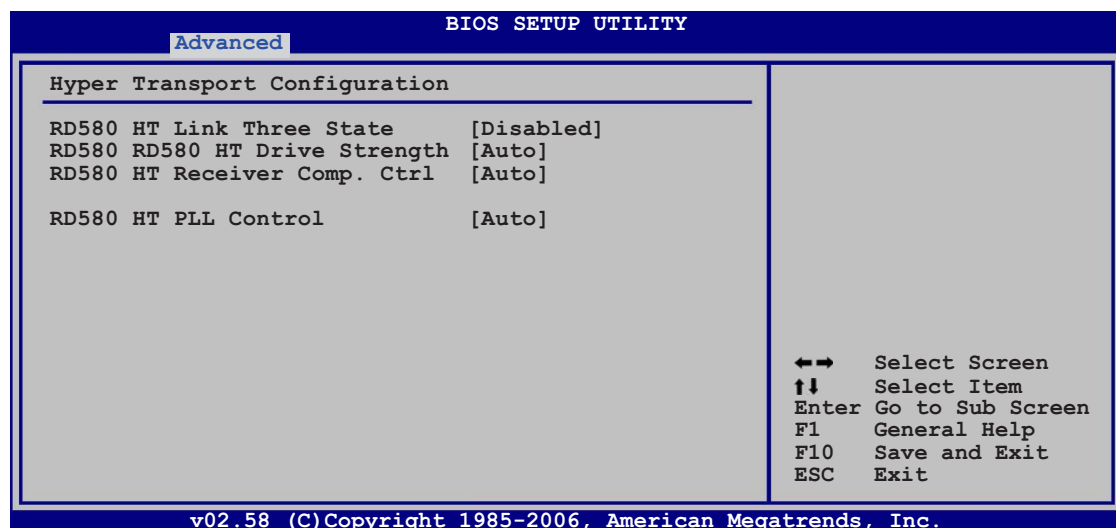 BIOS SETUP UTILITY
Advanced
Hyper Transport Configuration
RD580 HT Link Three State [Disabled]
RD580 RD580 HT Drive Strength [Auto]
RD580 HT Receiver Comp. Ctrl [Auto]
RD580 HT PLL Control [Auto]
←→ Select Screen
↑↓ Select Item
Enter Go to Sub Screen
F1 General Help
F10 Save and Exit
ESC Exit
v02.58 (C)Copyright 1985-2006, American Megatrends, Inc.